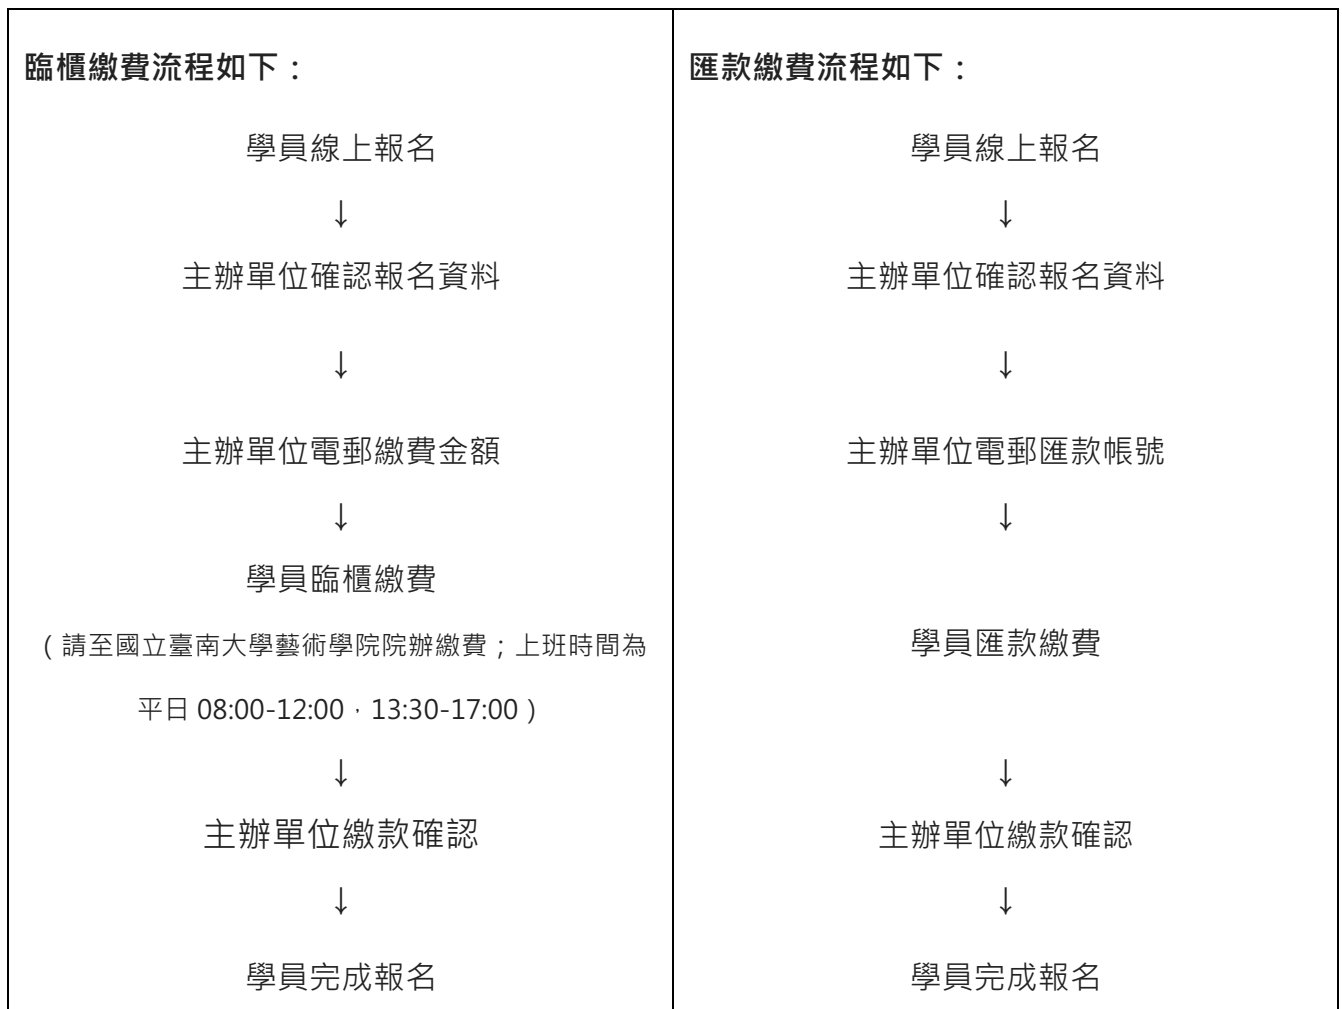 臨櫃繳費流程如下：
學員線上報名
↓
主辦單位確認報名資料
↓
主辦單位電郵繳費金額
↓
學員臨櫃繳費
（請至國立臺南大學藝術學院院辦繳費；上班時間為
平日 08:00-12:00，13:30-17:00）
↓
主辦單位繳款確認
↓
學員完成報名
匯款繳費流程如下：
學員線上報名
↓
主辦單位確認報名資料
↓
主辦單位電郵匯款帳號
↓
學員匯款繳費
↓
主辦單位繳款確認
↓
學員完成報名